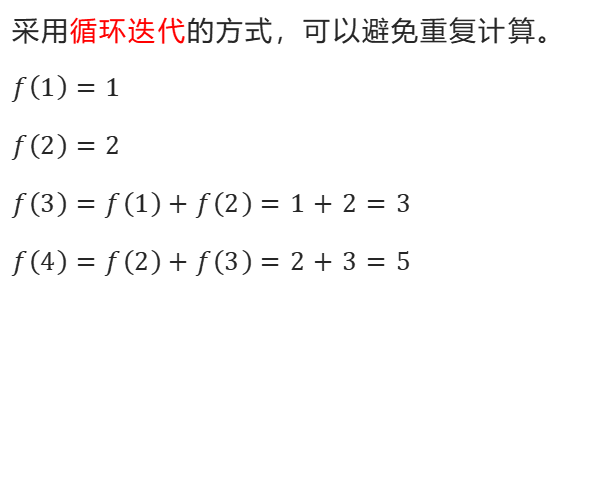 采用循环迭代的方式，可以避免重复计算。
f(1) = 1
f(2) = 2
f(3) = f(1) + f(2) = 1 + 2 = 3
f(4) = f(2) + f(3) = 2 + 3 = 5